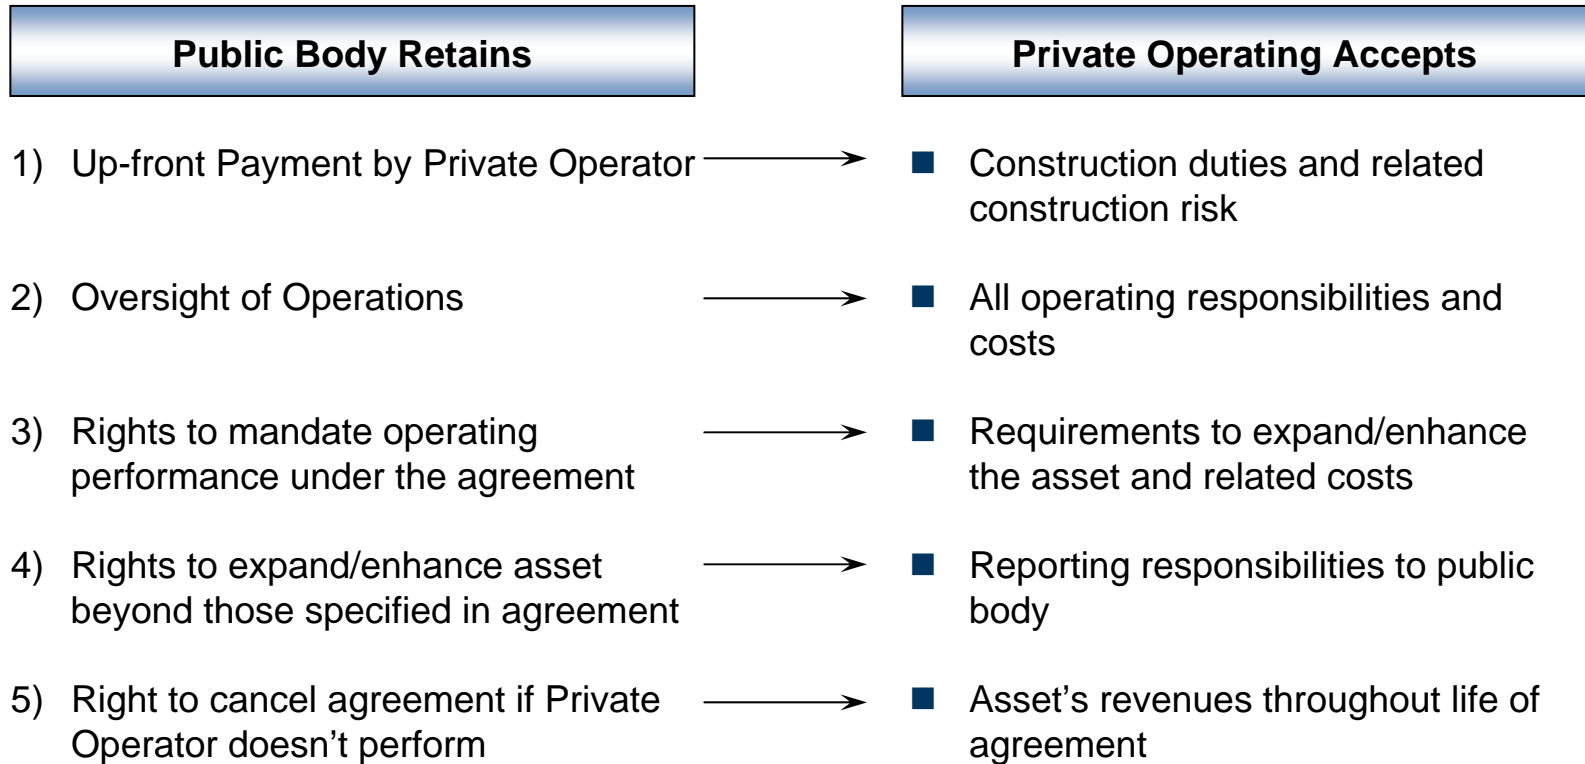 Public Body Retains
Private Operating Accepts
1) Up-front Payment by Private Operator
Construction duties and related
construction risk
2) Oversight of Operations
All operating responsibilities and
costs
3) Rights to mandate operating
performance under the agreement
Requirements to expand/enhance
the asset and related costs
4) Rights to expand/enhance asset
beyond those specified in agreement
Reporting responsibilities to public
body
5) Right to cancel agreement if Private
Operator doesn't perform
Asset's revenues throughout life of
agreement